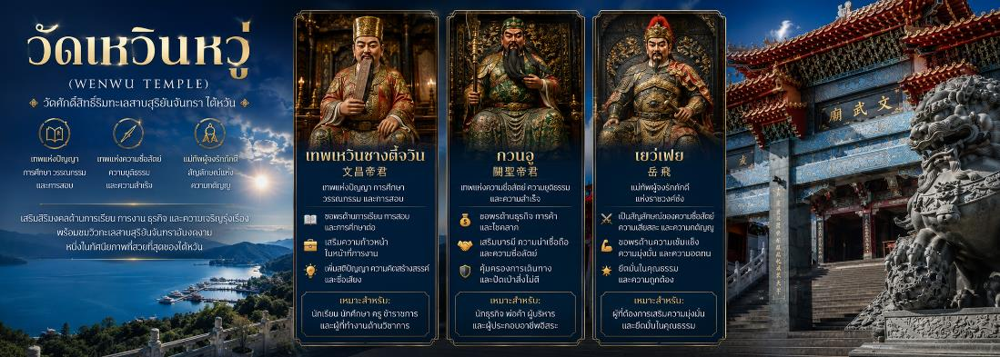 วัดเหวินหวู่
(WENWU TEMPLE)
วัดศักดิ์สิทธิ์ริมทะเลสาบสุริยันจันทรา ไต้หวัน
เทพแห่งปัญญา
การศึกษา วรรณกรรม
และการสอบ
เทพแห่งความซื่อสัตย์
ความยุติธรรม
และความสำเร็จ
แม่ทัพผู้จงรักภักดี
สัญลักษณ์แห่ง
ความกตัญญู
เสริมสิริมงคลด้านการเรียน การงาน ธุรกิจ และความเจริญรุ่งเรือง
พร้อมชมวิวทะเลสาบสุริยันจันทราอันงดงาม
หนึ่งในทัศนียภาพที่สวยที่สุดของไต้หวัน
เทพเหวินชางตี้จวิน
文昌帝君
เทพแห่งปัญญา การศึกษา
วรรณกรรม และการสอบ
ขอพรด้านการเรียน การสอบ
และการศึกษาต่อ
เสริมความก้าวหน้า
ในหน้าที่การงาน
เพิ่มสติปัญญา ความคิดสร้างสรรค์
และชื่อเสียง
เหมาะสำหรับ:
นักเรียน นักศึกษา ครู ข้าราชการ
และผู้ที่ทำงานด้านวิชาการ
กวนอู
關聖帝君
เทพแห่งความซื่อสัตย์ ความยุติธรรม
และความสำเร็จ
ขอพรด้านธุรกิจ การค้า
และโชคลาภ
เสริมบารมี ความน่าเชื่อถือ
และความซื่อสัตย์
คุ้มครองการเดินทาง
และปัดเป่าสิ่งไม่ดี
เหมาะสำหรับ:
นักธุรกิจ พ่อค้า ผู้บริหาร
และผู้ประกอบอาชีพอิสระ
เยว่เฟย
岳飛
แม่ทัพผู้จงรักภักดี
แห่งราชวงศ์ซ่ง
เป็นสัญลักษณ์ของความซื่อสัตย์
ความเสียสละ และความกตัญญู
ขอพรด้านความเข้มแข็ง
ความมุ่งมั่น และความอดทน
ยึดมั่นในคุณธรรม
และความถูกต้อง
เหมาะสำหรับ:
ผู้ที่ต้องการเสริมความมุ่งมั่น
และยึดมั่นในคุณธรรม
廟武文